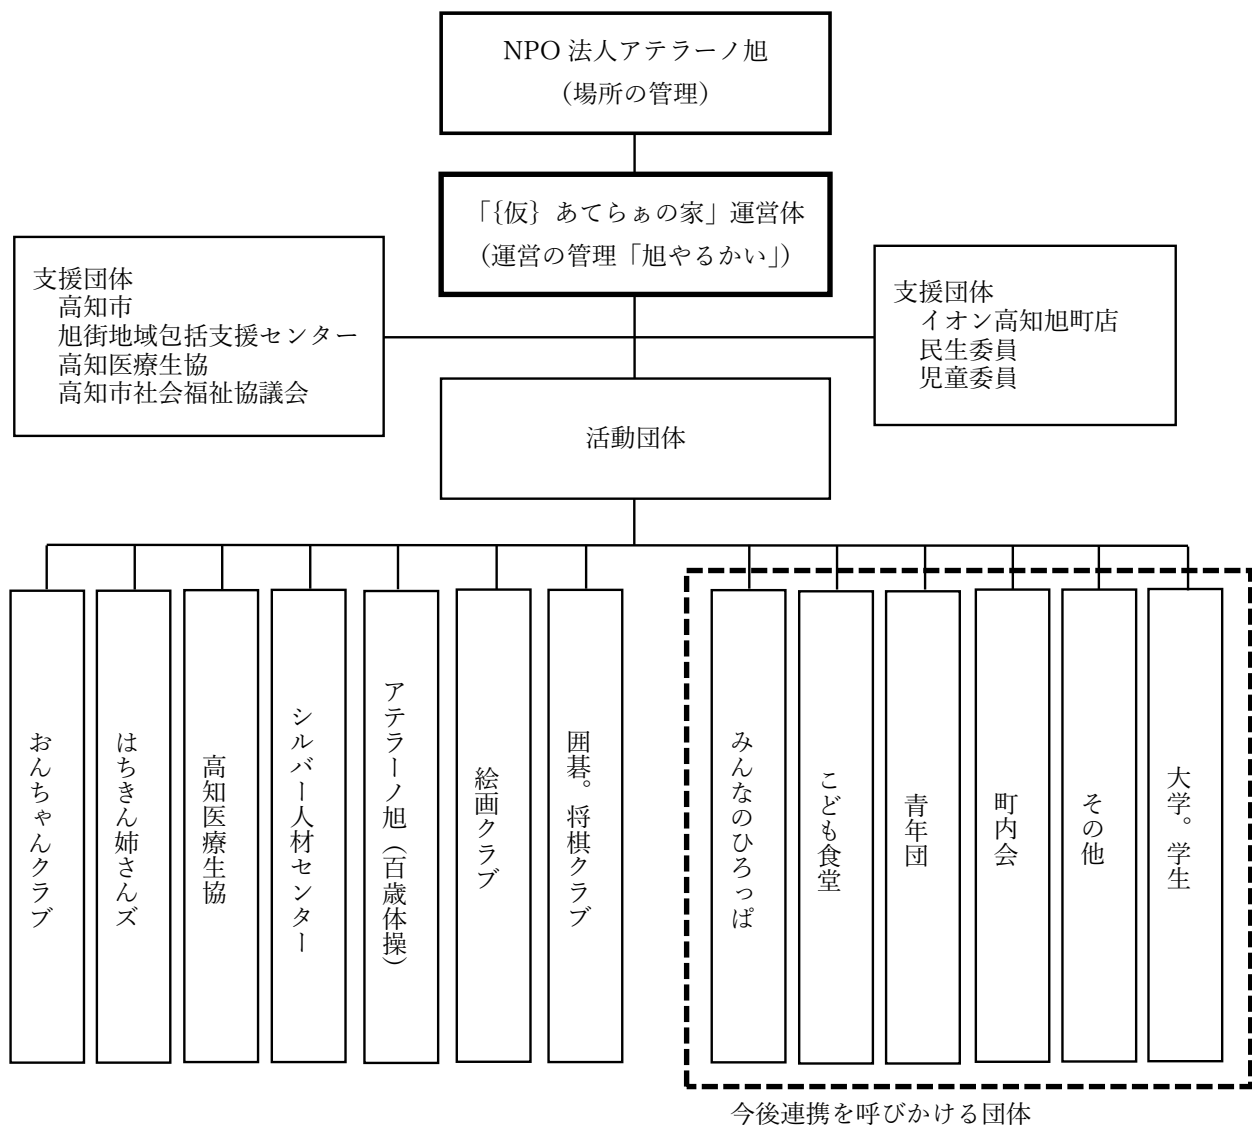 NPO 法人アテラーノ旭
（場所の管理）
「{仮｝あてらぁの家」運営体
（運営の管理「旭やるかい」）
支援団体
高知市
旭街地域包括支援センター
高知医療生協
高知市社会福祉協議会
支援団体
イオン高知旭町店
民生委員
児童委員
活動団体
おんちゃんクラブ
はちきん姉さんズ
高知医療生協
シルバー人材センター
アテラーノ旭（百歳体操）
絵画クラブ
囲碁。将棋クラブ
みんなのひろっぱ
こども食堂
青年団
町内会
その他
大学。学生
今後連携を呼びかける団体